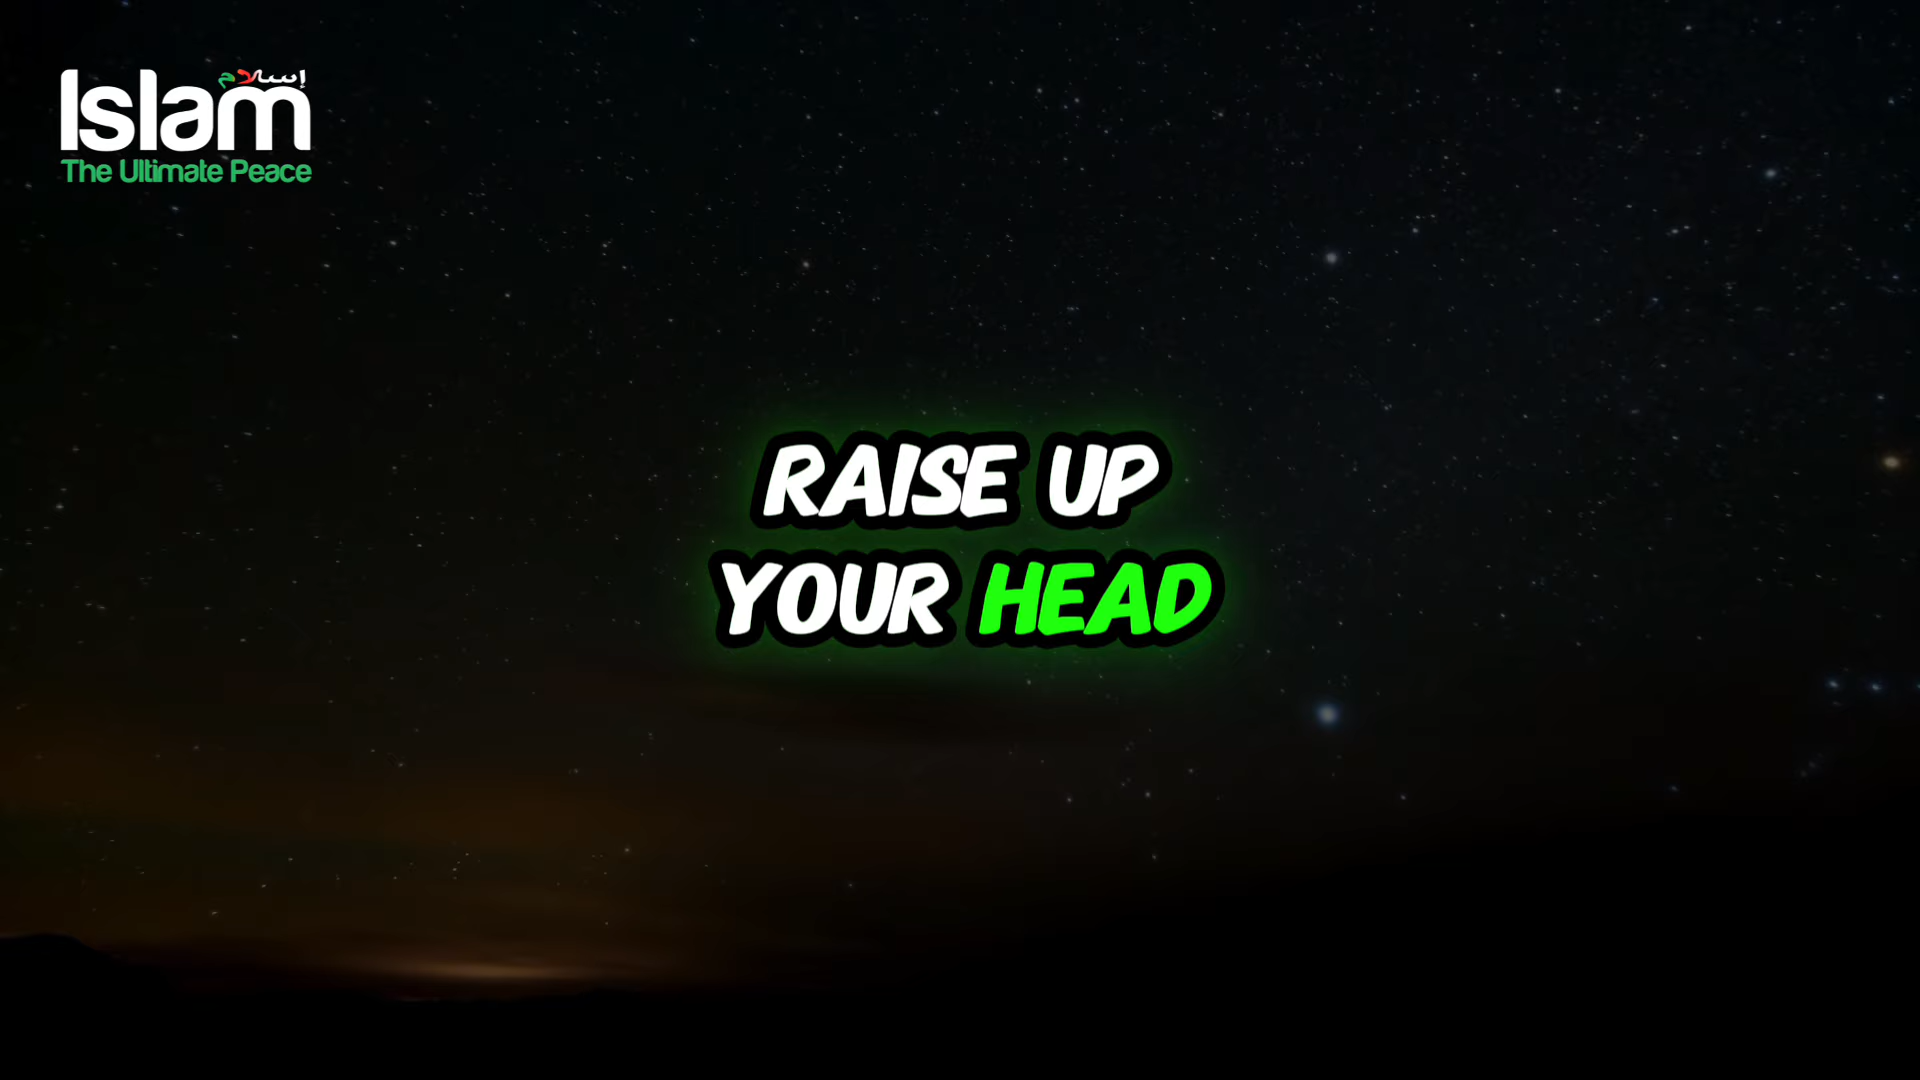 إسلام
Islam
The Ultimate Peace
RAISE UP
YOUR HEAD